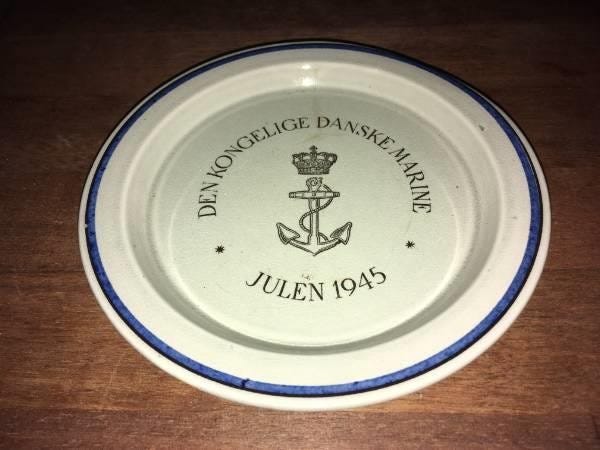 DEN KONGELIGE DANSKE MARINE
JULEN 1945